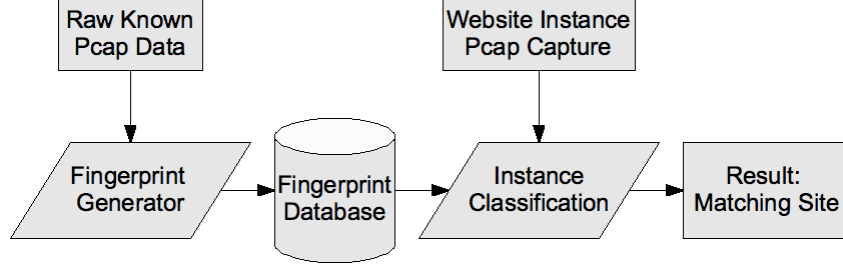 Raw Known
Pcap Data
Website Instance
Pcap Capture
Fingerprint
Generator
Fingerprint
Database
Instance
Classification
Result:
Matching Site